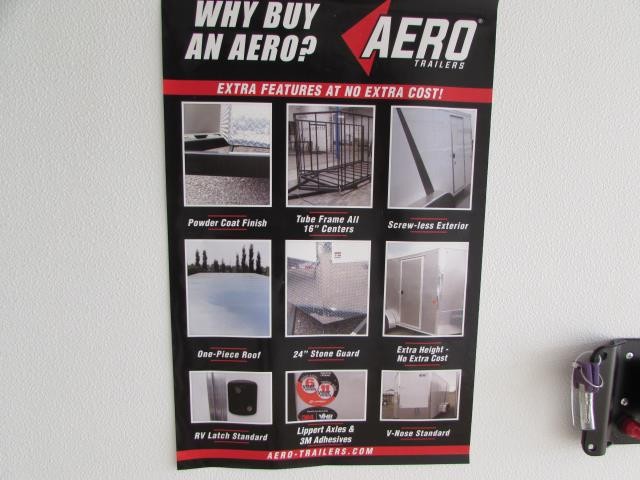 WHY BUY
AN AERO?
AERO®
TRAILERS
EXTRA FEATURES AT NO EXTRA COST!
Powder Coat Finish
Tube Frame All
16" Centers
Screw-less Exterior
One-Piece Roof
24" Stone Guard
Extra Height -
No Extra Cost
RV Latch Standard
Lippert Axles &
3M Adhesives
V-Nose Standard
AERO-TRAILERS.COM